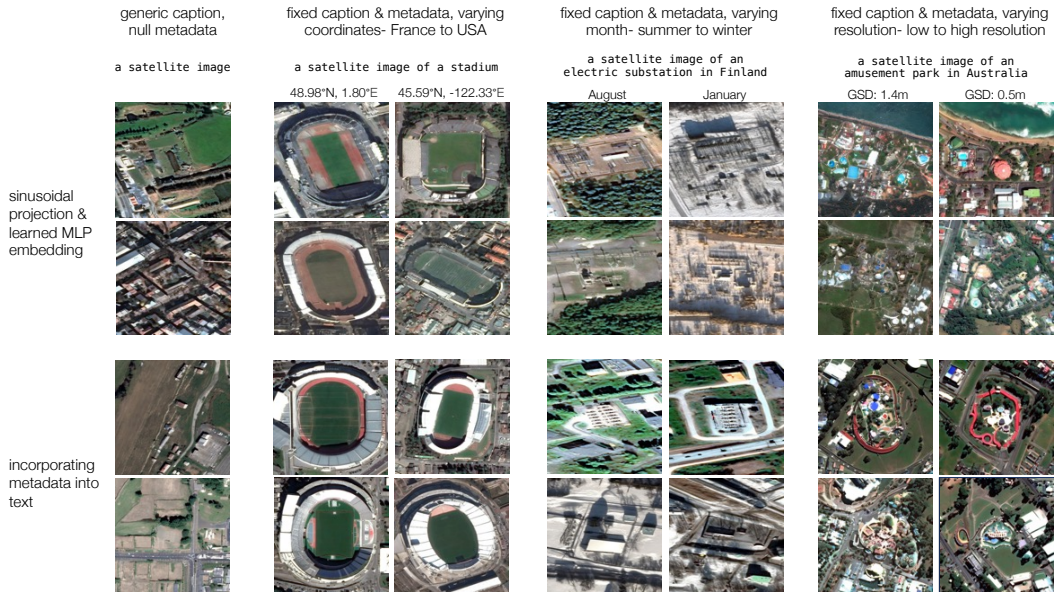 generic caption,
null metadata
fixed caption & metadata, varying
coordinates- France to USA
fixed caption & metadata, varying
month- summer to winter
fixed caption & metadata, varying
resolution- low to high resolution
a satellite image
a satellite image of a stadium
a satellite image of an
electric substation in Finland
a satellite image of an
amusement park in Australia
48.98°N, 1.80°E
45.59°N, -122.33°E
August
January
GSD: 1.4m
GSD: 0.5m
sinusoidal
projection &
learned MLP
embedding
incorporating
metadata into
text